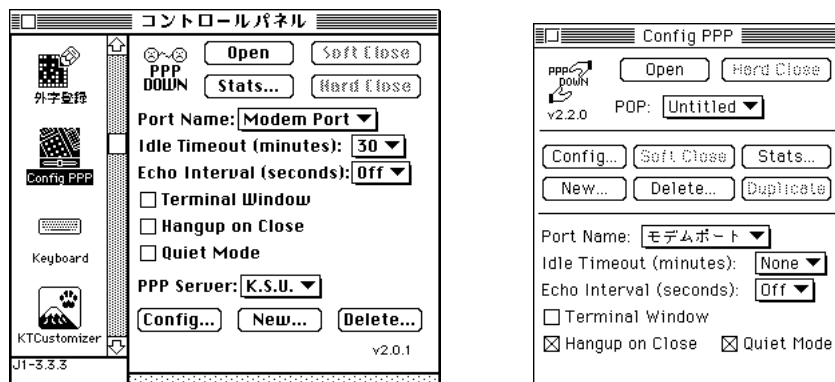 コントロールパネル
外字登録
Config PPP
Keyboard
KTCustomizer
J1-3.3.3
PPP
DOWN
Open
Soft Close
Stats...
Hard Close
Port Name: Modem Port
Idle Timeout (minutes): 30
Echo Interval (seconds): Off
Terminal Window
Hangup on Close
Quiet Mode
PPP Server: K.S.U.
Config... New... Delete...
v2.0.1
Config PPP
PPP
DOWN
v2.2.0
Open
Hard Close
POP: Untitled
Config... Soft Close Stats...
New... Delete... Duplicate
Port Name: モデムポート
Idle Timeout (minutes): None
Echo Interval (seconds): Off
Terminal Window
Hangup on Close Quiet Mode